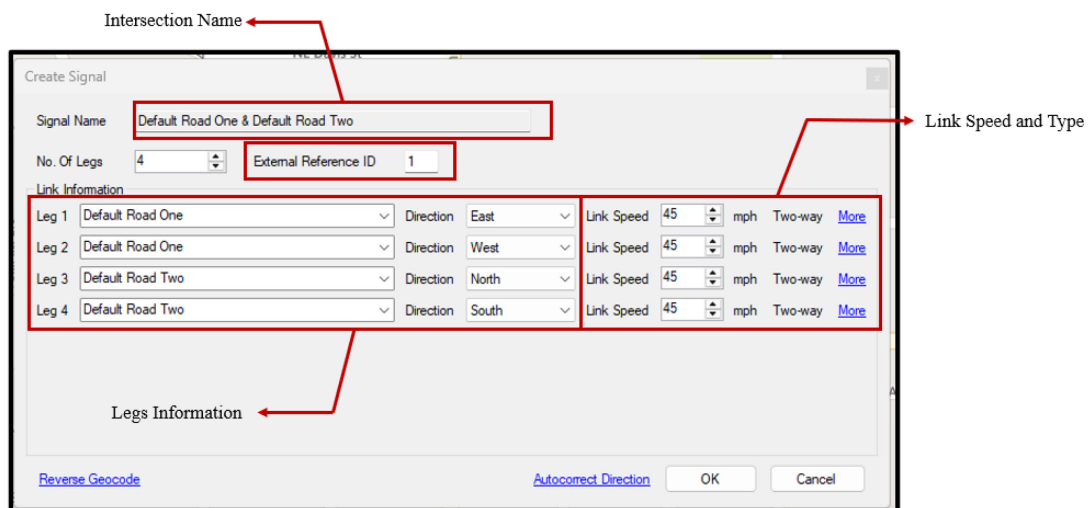 Intersection Name
Create Signal
x
Signal Name Default Road One & Default Road Two
Link Speed and Type
No. Of Legs 4 External Reference ID 1
Link Information
Leg 1 Default Road One Direction East Link Speed 45 mph Two-way More
Leg 2 Default Road One Direction West Link Speed 45 mph Two-way More
Leg 3 Default Road Two Direction North Link Speed 45 mph Two-way More
Leg 4 Default Road Two Direction South Link Speed 45 mph Two-way More
Legs Information
Reverse Geocode Autocorrect Direction OK Cancel